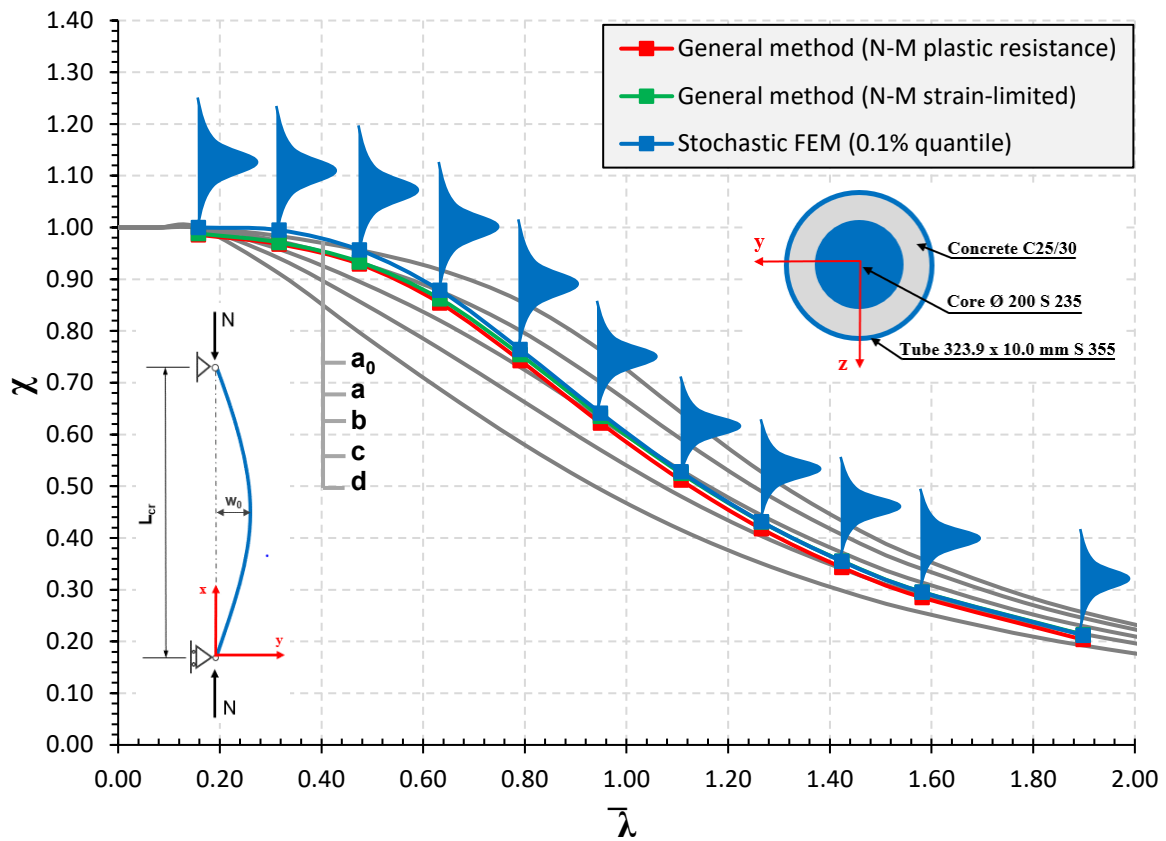 1.40
1.30
1.20
1.10
1.00
0.90
0.80
0.70
0.60
0.50
0.40
0.30
0.20
0.10
0.00
χ
General method (N-M plastic resistance)
General method (N-M strain-limited)
Stochastic FEM (0.1% quantile)
y
z
Concrete C25/30
Core Ø 200 S 235
Tube 323.9 x 10.0 mm S 355
a0
a
b
c
d
N
Lcr
w0
x
y
N
0.00 0.20 0.40 0.60 0.80 1.00 1.20 1.40 1.60 1.80 2.00
λ̅